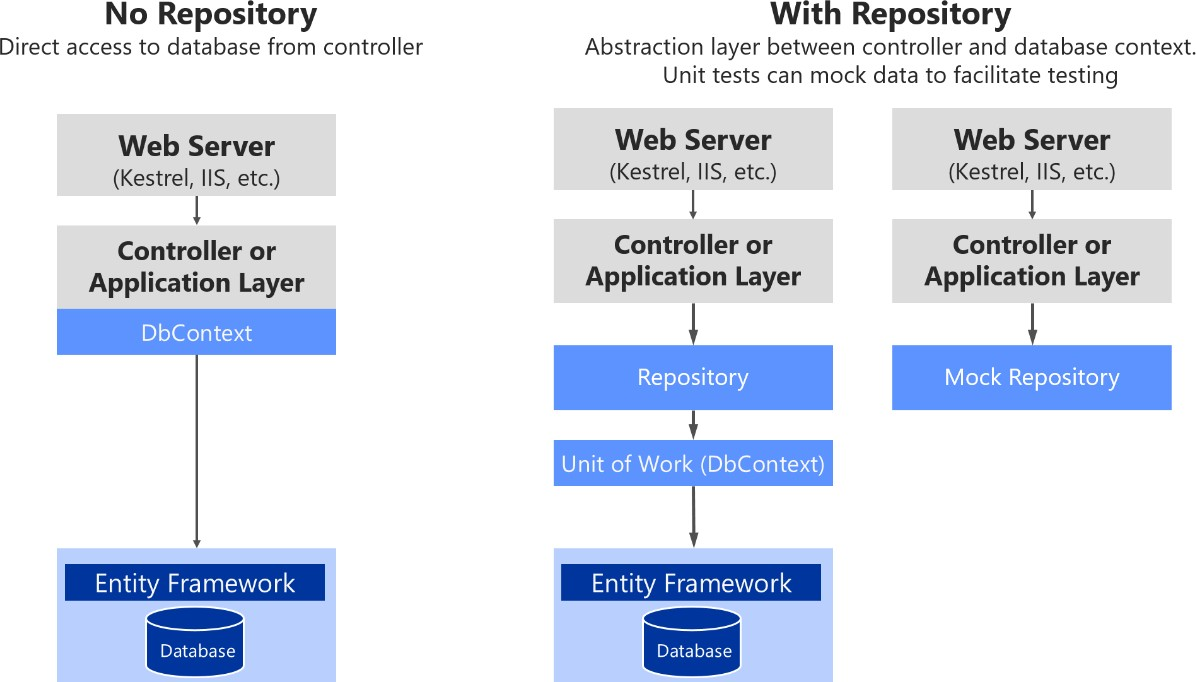 No Repository
Direct access to database from controller
Web Server
(Kestrel, IIS, etc.)
Controller or
Application Layer
DbContext
Entity Framework
Database
With Repository
Abstraction layer between controller and database context.
Unit tests can mock data to facilitate testing
Web Server
(Kestrel, IIS, etc.)
Controller or
Application Layer
Repository
Unit of Work (DbContext)
Entity Framework
Database
Web Server
(Kestrel, IIS, etc.)
Controller or
Application Layer
Mock Repository